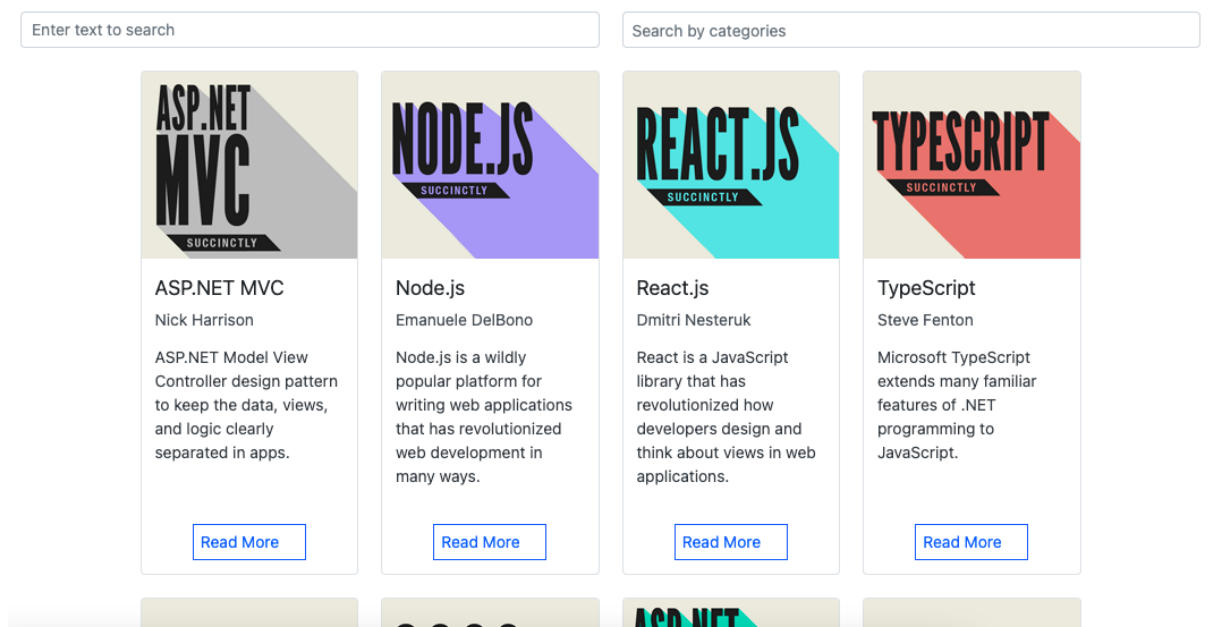 Enter text to search
Search by categories
ASP.NET
MVC
SUCCINCTLY
NODE.JS
SUCCINCTLY
REACT.JS
SUCCINCTLY
TYPESCRIPT
SUCCINCTLY
ASP.NET MVC
Nick Harrison
ASP.NET Model View
Controller design pattern
to keep the data, views,
and logic clearly
separated in apps.
Read More
Node.js
Emanuele DelBono
Node.js is a wildly
popular platform for
writing web applications
that has revolutionized
web development in
many ways.
Read More
React.js
Dmitri Nesteruk
React is a JavaScript
library that has
revolutionized how
developers design and
think about views in web
applications.
Read More
TypeScript
Steve Fenton
Microsoft TypeScript
extends many familiar
features of .NET
programming to
JavaScript.
Read More
ASP.NET